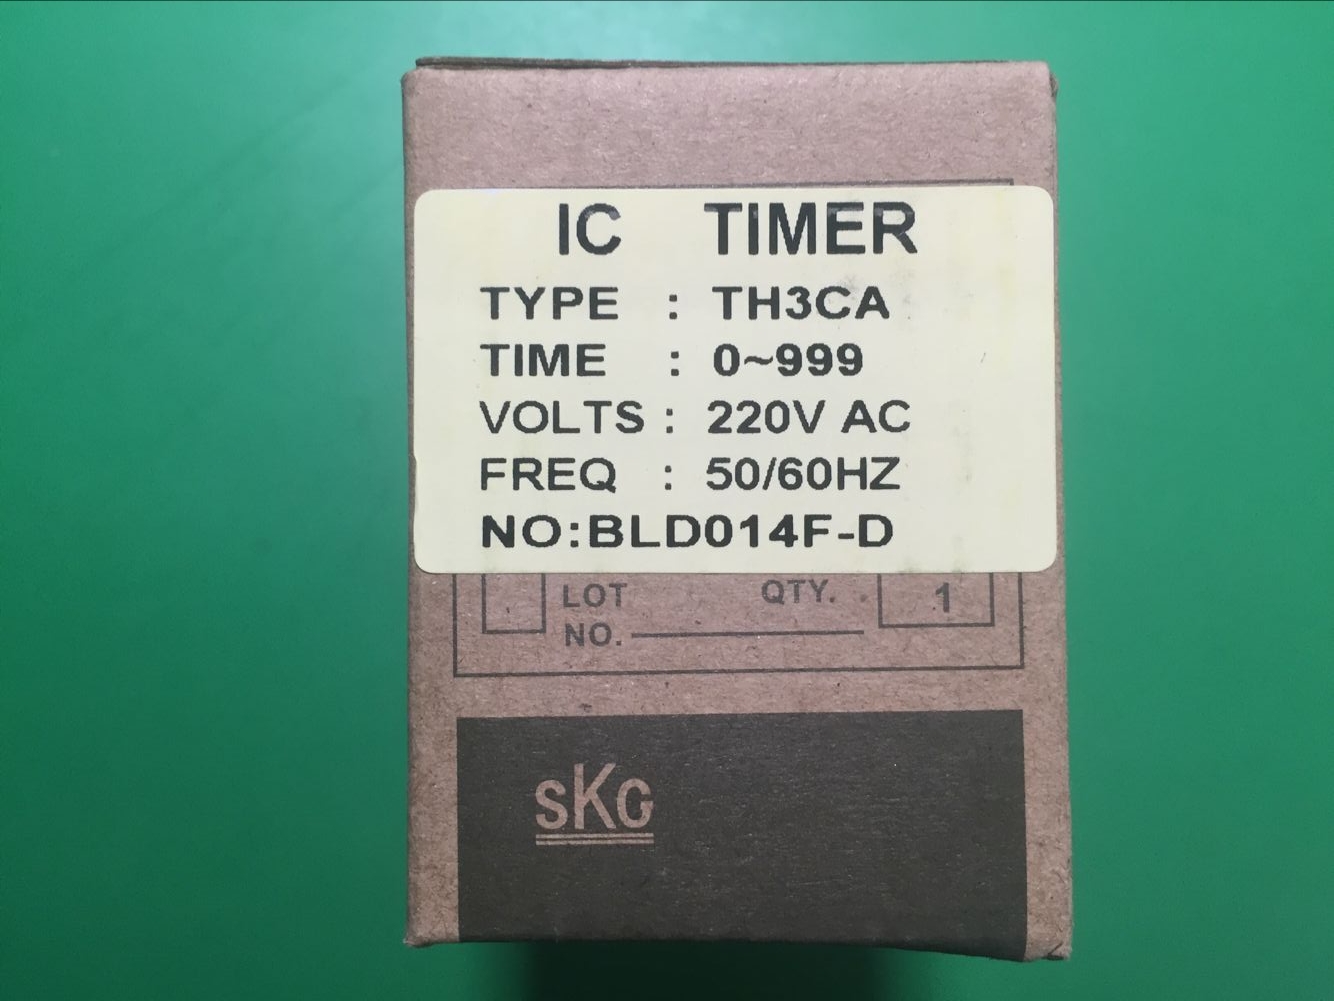 IC TIMER
TYPE : TH3CA
TIME : 0~999
VOLTS : 220V AC
FREQ : 50/60HZ
NO:BLD014F-D
LOT NO. QTY. 1
sKG